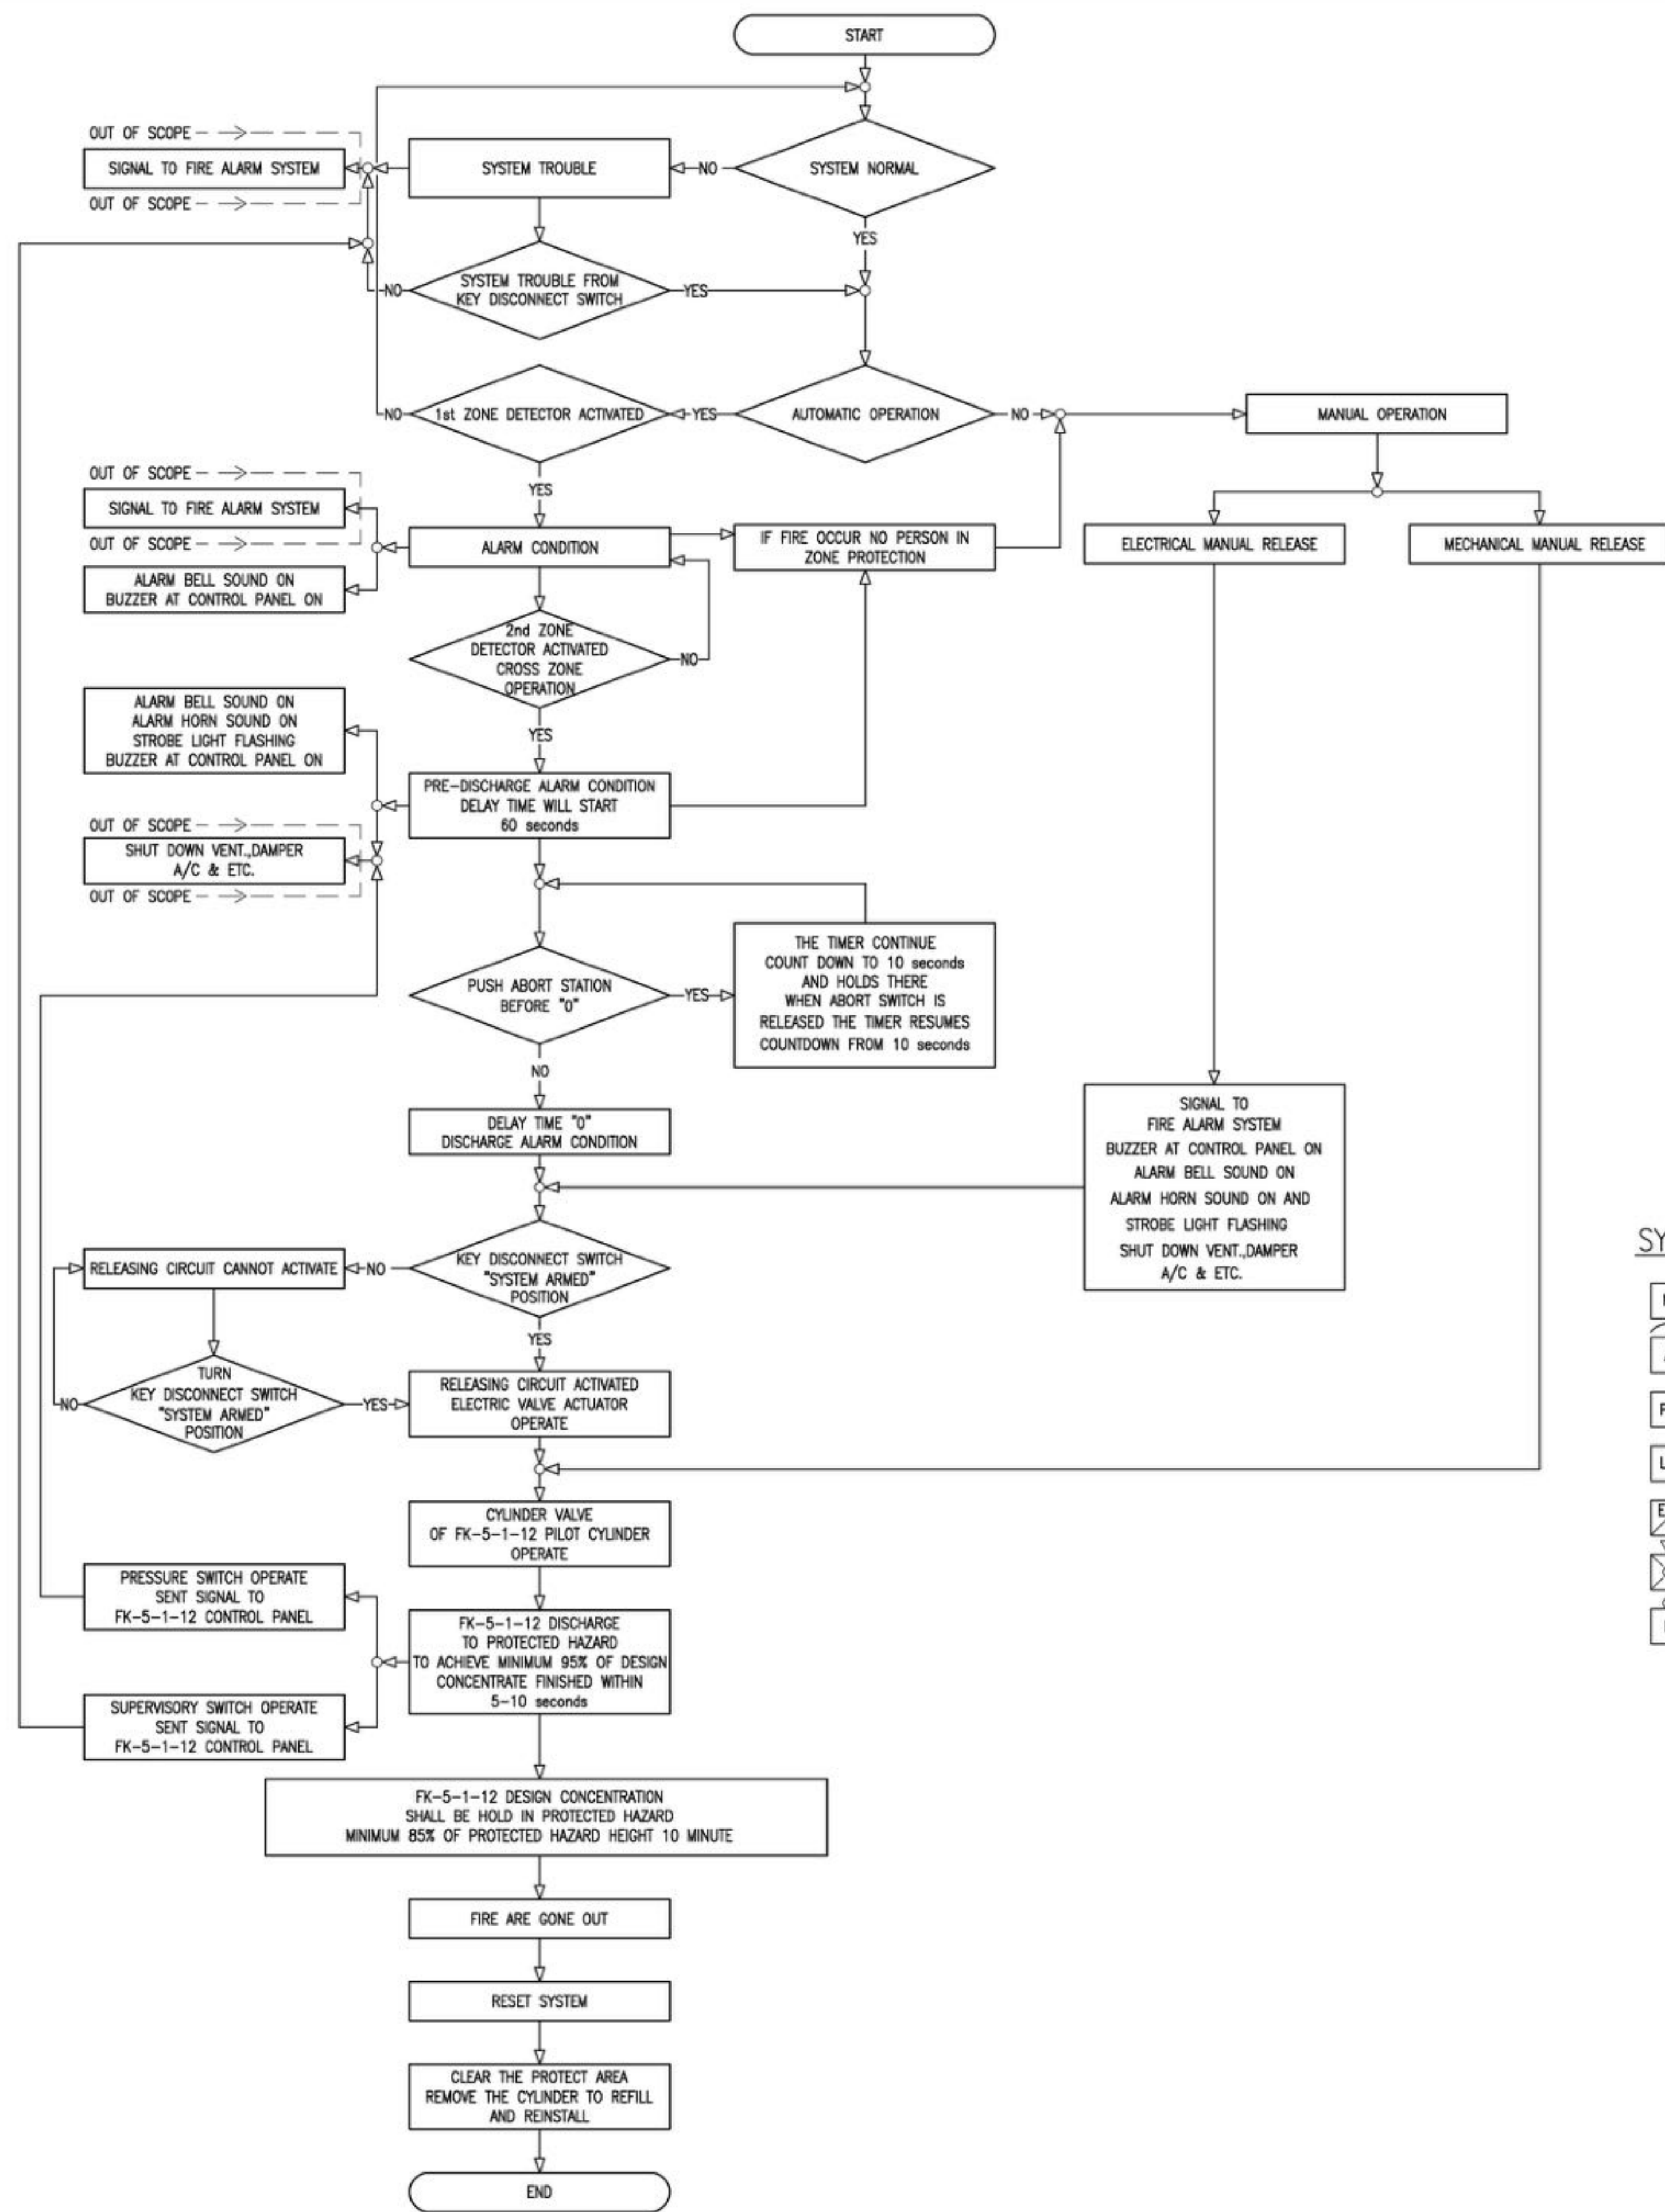 START
OUT OF SCOPE
SIGNAL TO FIRE ALARM SYSTEM
OUT OF SCOPE
SYSTEM TROUBLE
NO
SYSTEM NORMAL
YES
SYSTEM TROUBLE FROM
KEY DISCONNECT SWITCH
NO
YES
NO
1st ZONE DETECTOR ACTIVATED
YES
AUTOMATIC OPERATION
NO
MANUAL OPERATION
YES
OUT OF SCOPE
SIGNAL TO FIRE ALARM SYSTEM
OUT OF SCOPE
ALARM CONDITION
IF FIRE OCCUR NO PERSON IN
ZONE PROTECTION
ELECTRICAL MANUAL RELEASE
MECHANICAL MANUAL RELEASE
ALARM BELL SOUND ON
BUZZER AT CONTROL PANEL ON
2nd ZONE
DETECTOR ACTIVATED
CROSS ZONE
OPERATION
NO
YES
ALARM BELL SOUND ON
ALARM HORN SOUND ON
STROBE LIGHT FLASHING
BUZZER AT CONTROL PANEL ON
PRE-DISCHARGE ALARM CONDITION
DELAY TIME WILL START
60 seconds
OUT OF SCOPE
SHUT DOWN VENT.,DAMPER
A/C & ETC.
OUT OF SCOPE
PUSH ABORT STATION
BEFORE "0"
YES
THE TIMER CONTINUE
COUNT DOWN TO 10 seconds
AND HOLDS THERE
WHEN ABORT SWITCH IS
RELEASED THE TIMER RESUMES
COUNTDOWN FROM 10 seconds
NO
DELAY TIME "0"
DISCHARGE ALARM CONDITION
SIGNAL TO
FIRE ALARM SYSTEM
BUZZER AT CONTROL PANEL ON
ALARM BELL SOUND ON
ALARM HORN SOUND ON AND
STROBE LIGHT FLASHING
SHUT DOWN VENT.,DAMPER
A/C & ETC.
RELEASING CIRCUIT CANNOT ACTIVATE
NO
KEY DISCONNECT SWITCH
"SYSTEM ARMED"
POSITION
YES
NO
TURN
KEY DISCONNECT SWITCH
"SYSTEM ARMED"
POSITION
YES
RELEASING CIRCUIT ACTIVATED
ELECTRIC VALVE ACTUATOR
OPERATE
CYLINDER VALVE
OF FK-5-1-12 PILOT CYLINDER
OPERATE
PRESSURE SWITCH OPERATE
SENT SIGNAL TO
FK-5-1-12 CONTROL PANEL
FK-5-1-12 DISCHARGE
TO PROTECTED HAZARD
TO ACHIEVE MINIMUM 95% OF DESIGN
CONCENTRATE FINISHED WITHIN
5-10 seconds
SUPERVISORY SWITCH OPERATE
SENT SIGNAL TO
FK-5-1-12 CONTROL PANEL
FK-5-1-12 DESIGN CONCENTRATION
SHALL BE HOLD IN PROTECTED HAZARD
MINIMUM 85% OF PROTECTED HAZARD HEIGHT 10 MINUTE
FIRE ARE GONE OUT
RESET SYSTEM
CLEAR THE PROTECT AREA
REMOVE THE CYLINDER TO REFILL
AND REINSTALL
END
SY